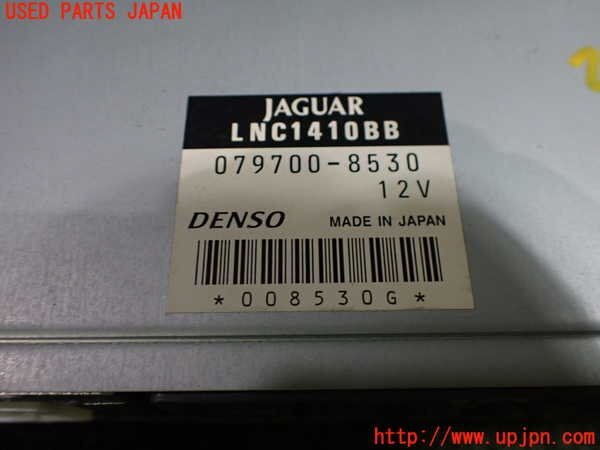 USED PARTS JAPAN
JAGUAR
LNC1410BB
079700-8530
12V
DENSO MADE IN JAPAN
*008530G*
http://www.upjpn.com/